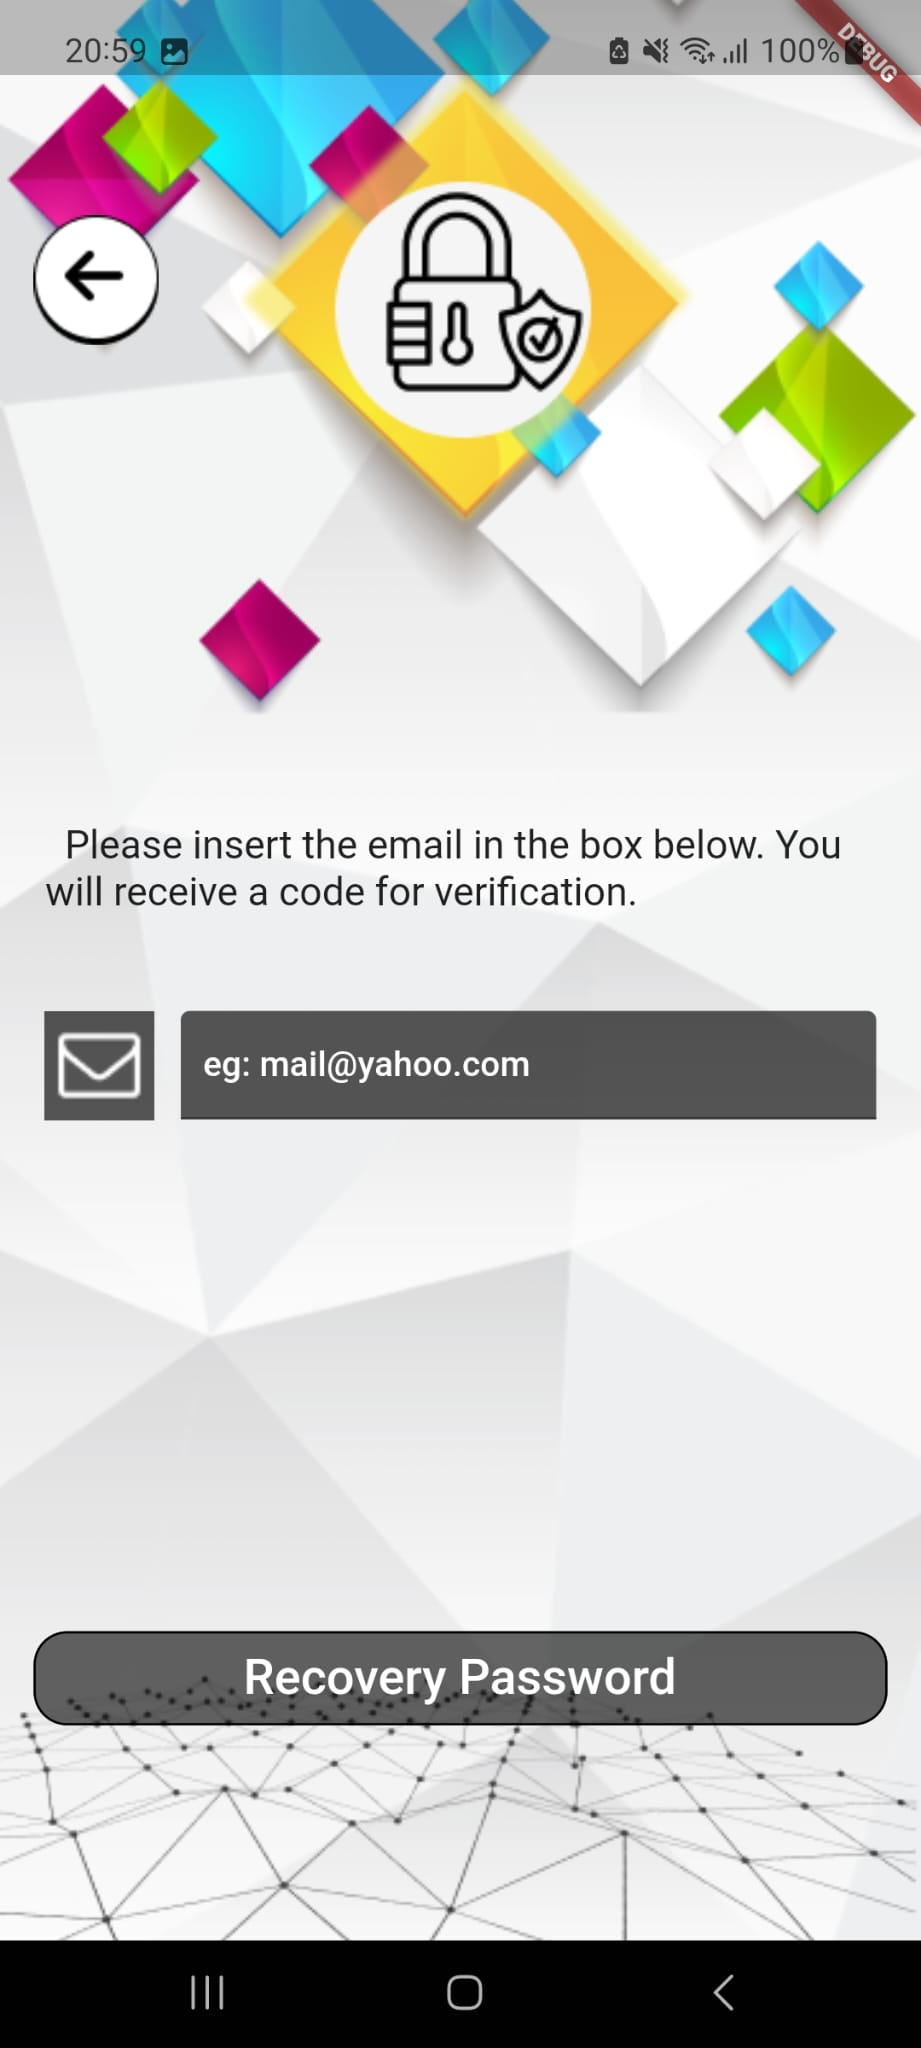 20:59
100%
DEBUG
Please insert the email in the box below. You
will receive a code for verification.
eg: mail@yahoo.com
Recovery Password